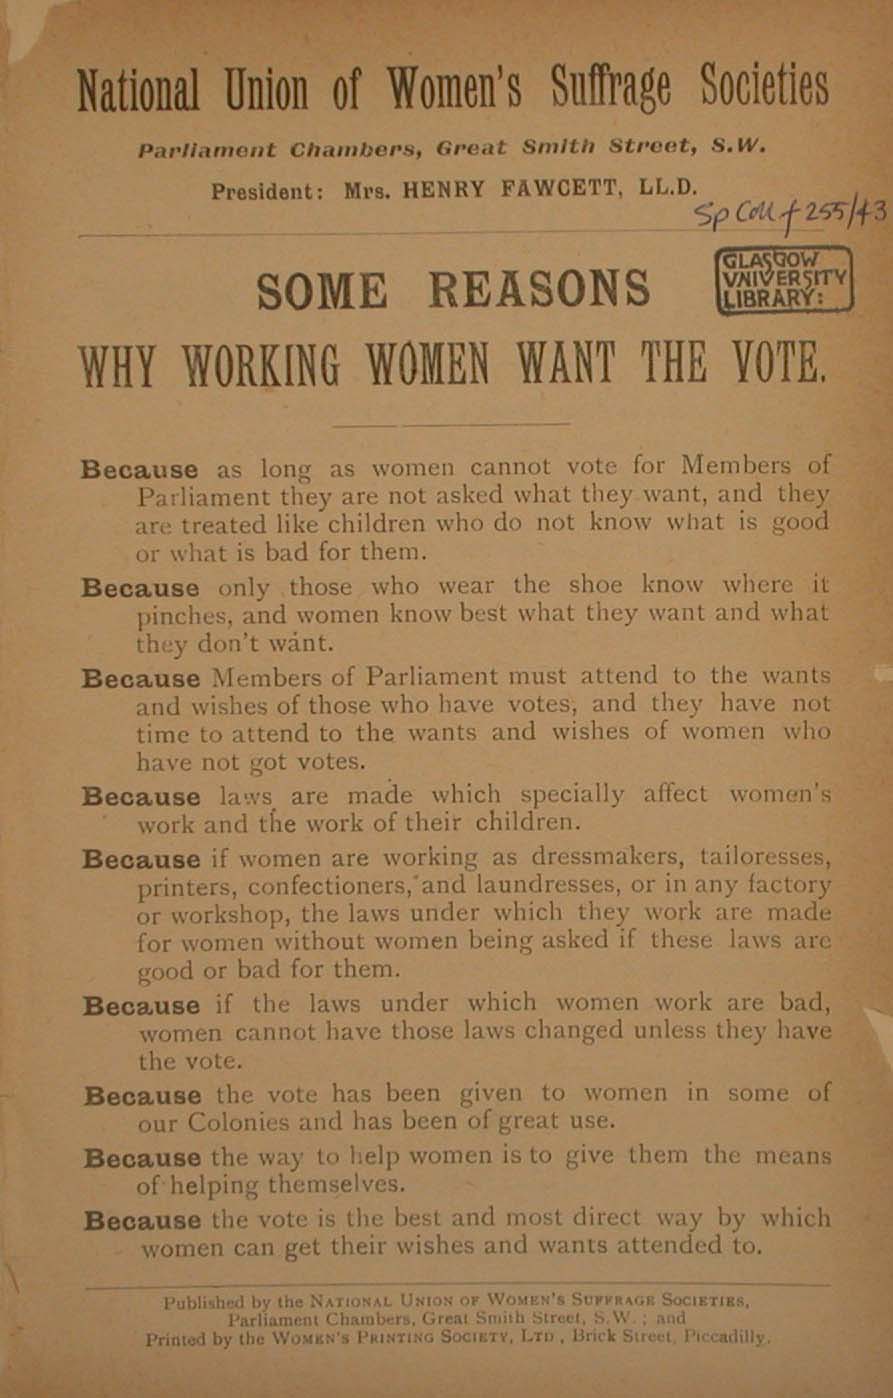 National Union of Women's Suffrage Societies
Parliament Chambers, Great Smith Street, S.W.
President: Mrs. HENRY FAWCETT, LL.D.
Sp Coll f 255/43
GLASGOW
VNIVERSITY
LIBRARY:
SOME REASONS
WHY WORKING WOMEN WANT THE VOTE.
Because as long as women cannot vote for Members of
Parliament they are not asked what they want, and they
are treated like children who do not know what is good
or what is bad for them.
Because only those who wear the shoe know where it
pinches, and women know best what they want and what
they don't want.
Because Members of Parliament must attend to the wants
and wishes of those who have votes, and they have not
time to attend to the wants and wishes of women who
have not got votes.
Because laws are made which specially affect women's
work and the work of their children.
Because if women are working as dressmakers, tailoresses,
printers, confectioners, and laundresses, or in any factory
or workshop, the laws under which they work are made
for women without women being asked if these laws are
good or bad for them.
Because if the laws under which women work are bad,
women cannot have those laws changed unless they have
the vote.
Because the vote has been given to women in some of
our Colonies and has been of great use.
Because the way to help women is to give them the means
of helping themselves.
Because the vote is the best and most direct way by which
women can get their wishes and wants attended to.
Published by the NATIONAL UNION OF WOMEN'S SUFFRAGE SOCIETIES,
Parliament Chambers, Great Smith Street, S.W. ; and
Printed by the WOMEN'S PRINTING SOCIETY, LTD , Brick Street, Piccadilly.